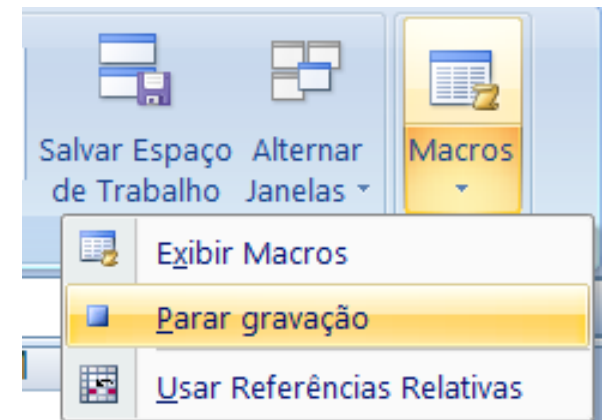 Salvar Espaço
de Trabalho
Alternar
Janelas
Macros
Exibir Macros
Parar gravação
Usar Referências Relativas